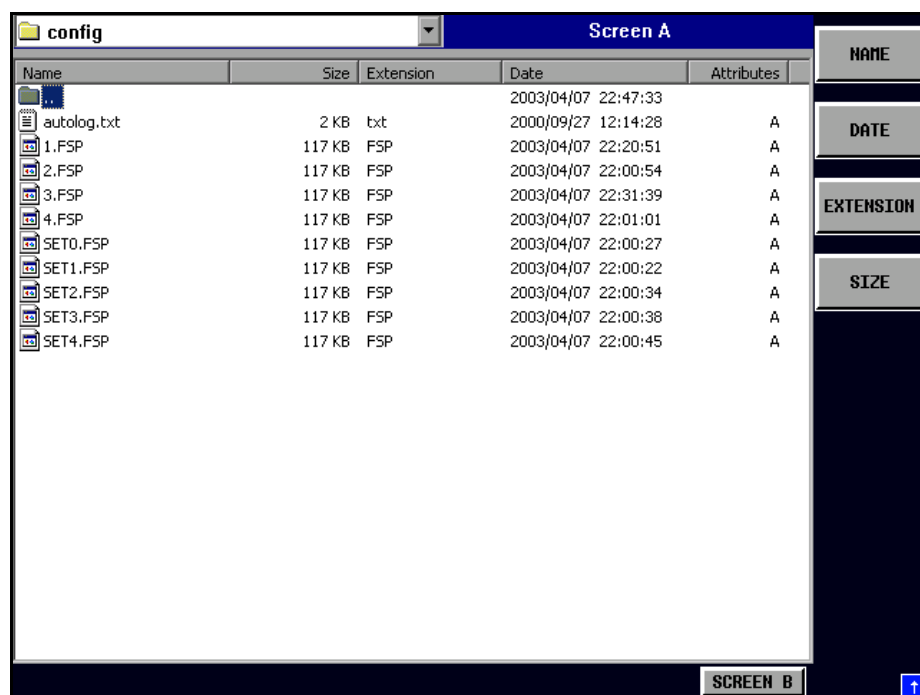 config Screen A
Name Size Extension Date Attributes
.. 2003/04/07 22:47:33
autolog.txt 2 KB txt 2000/09/27 12:14:28 A
1.FSP 117 KB FSP 2003/04/07 22:20:51 A
2.FSP 117 KB FSP 2003/04/07 22:00:54 A
3.FSP 117 KB FSP 2003/04/07 22:31:39 A
4.FSP 117 KB FSP 2003/04/07 22:01:01 A
SET0.FSP 117 KB FSP 2003/04/07 22:00:27 A
SET1.FSP 117 KB FSP 2003/04/07 22:00:22 A
SET2.FSP 117 KB FSP 2003/04/07 22:00:34 A
SET3.FSP 117 KB FSP 2003/04/07 22:00:38 A
SET4.FSP 117 KB FSP 2003/04/07 22:00:45 A
NAME
DATE
EXTENSION
SIZE
SCREEN B